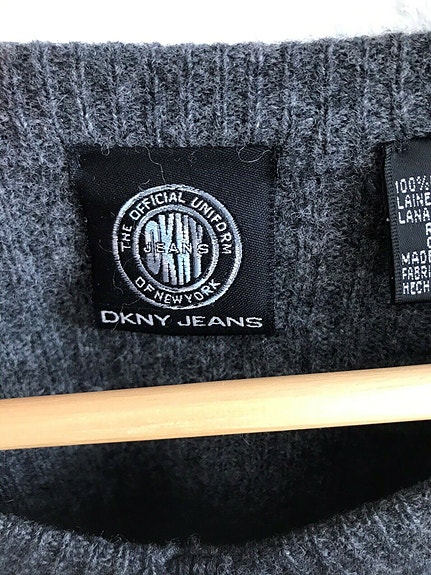 THE OFFICIAL UNIFORM
DKNY
JEANS
OF NEW YORK
DKNY JEANS
100%
LAINE
LANA
MADE
FABRI
HECH